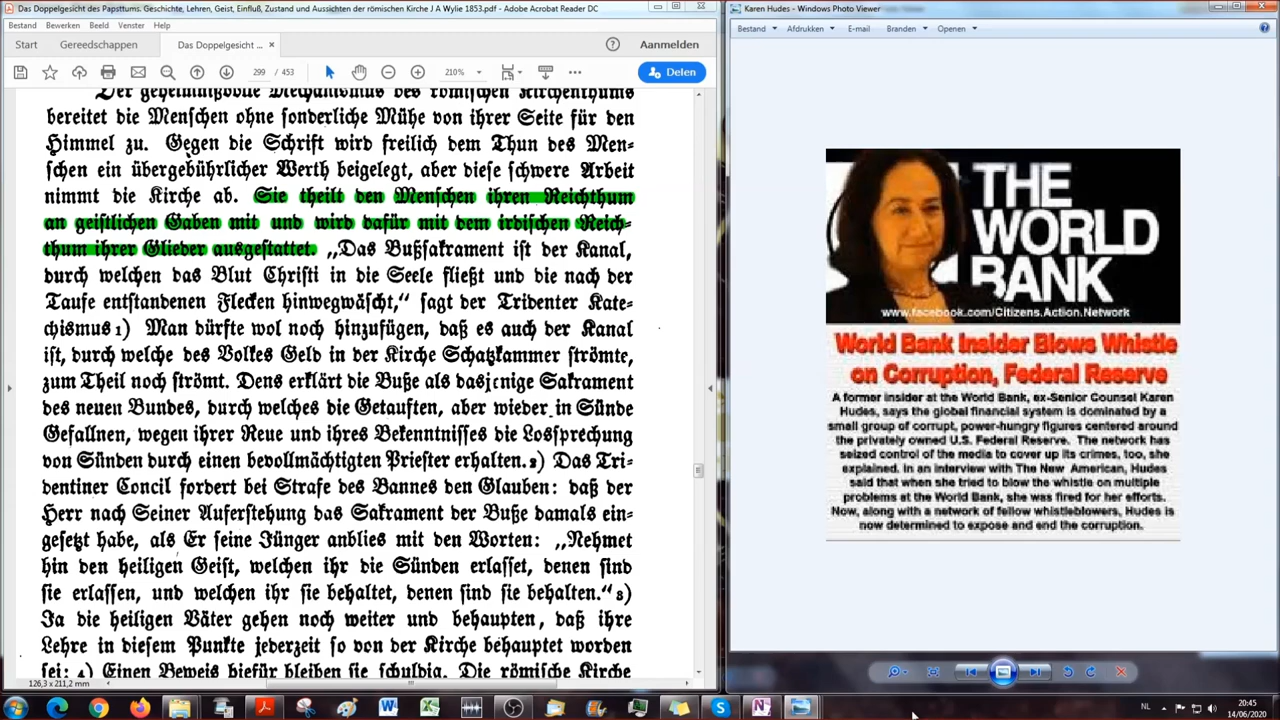 Das Doppelgesicht des Papsttums. Geschichte, Lehren, Geist, Einfluß, Zustand und Aussichten der römischen Kirche J A Wylie 1853.pdf - Adobe Acrobat Reader DC
Bestand Bewerken Beeld Venster Help
Start Gereedschappen Das Doppelgesicht ... × Aanmelden
299 / 453 210% Delen
Der geheimnißvolle Mechanismus des römischen Kirchenthums
bereitet die Menschen ohne sonderliche Mühe von ihrer Seite für den
Himmel zu. Gegen die Schrift wird freilich dem Thun des Men-
schen ein übergebührlicher Werth beigelegt, aber diese schwere Arbeit
nimmt die Kirche ab. Sie theilt den Menschen ihren Reichthum
an geistlichen Gaben mit und wird dafür mit dem irdischen Reich-
thum ihrer Glieder ausgestattet. „Das Bußsakrament ist der Kanal,
durch welchen das Blut Christi in die Seele fließt und die nach der
Taufe entstandenen Flecken hinwegwäscht,“ sagt der Tridenter Kate-
chismus 1) Man dürfte wol noch hinzufügen, daß es auch der Kanal
ist, durch welche des Volkes Geld in der Kirche Schatzkammer strömte,
zum Theil noch strömt. Dens erklärt die Buße als dasjenige Sakrament
des neuen Bundes, durch welches die Getauften, aber wieder in Sünde
Gefallnen, wegen ihrer Reue und ihres Bekenntnisses die Lossprechung
von Sünden durch einen bevollmächtigten Priester erhalten. 2) Das Tri-
dentiner Concil fordert bei Strafe des Bannes den Glauben: daß der
Herr nach Seiner Auferstehung das Sakrament der Buße damals ein-
gesetzt habe, als Er seine Jünger anblies mit den Worten: „Nehmet
hin den heiligen Geist, welchen ihr die Sünden erlasset, denen sind
sie erlassen, und welchen ihr sie behaltet, denen sind sie behalten.“ 3)
Ja die heiligen Väter gehen noch weiter und behaupten, daß ihre
Lehre in diesem Punkte jederzeit so von der Kirche behauptet worden
sei: 4) Einen Beweis hiefür bleiben sie schuldig. Die römische Kirche
126,3 x 211,2 mm
Karen Hudes - Windows Photo Viewer
Bestand Afdrukken E-mail Branden Openen
THE
WORLD
BANK
www.facebook.com/Citizens.Action.Network
World Bank Insider Blows Whistle
on Corruption, Federal Reserve
A former insider at the World Bank, ex-Senior Counsel Karen
Hudes, says the global financial system is dominated by a
small group of corrupt, power-hungry figures centered around
the privately owned U.S. Federal Reserve. The network has
seized control of the media to cover up its crimes, too, she
explained. In an interview with The New American, Hudes
said that when she tried to blow the whistle on multiple
problems at the World Bank, she was fired for her efforts.
Now, along with a network of fellow whistleblowers, Hudes is
now determined to expose and end the corruption.
NL 20:45
14/06/2020